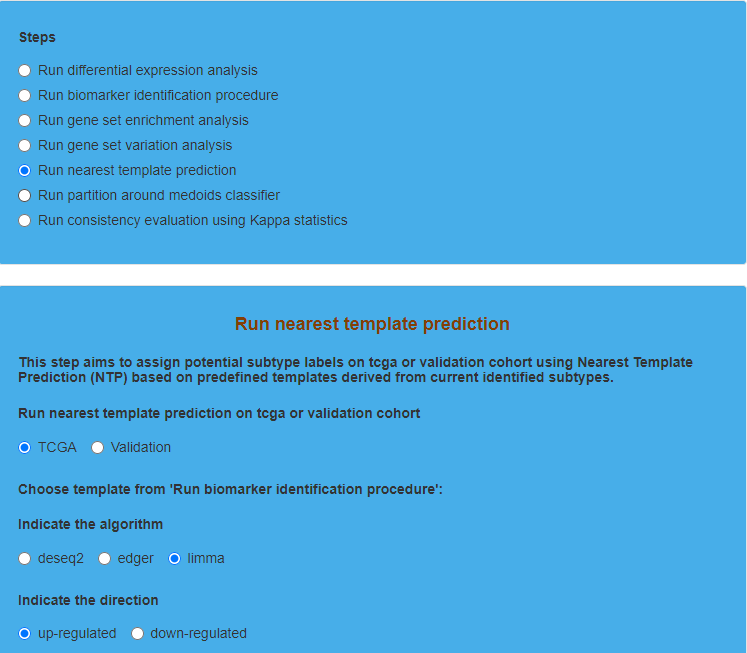 Steps
Run differential expression analysis
Run biomarker identification procedure
Run gene set enrichment analysis
Run gene set variation analysis
Run nearest template prediction
Run partition around medoids classifier
Run consistency evaluation using Kappa statistics
Run nearest template prediction
This step aims to assign potential subtype labels on tcga or validation cohort using Nearest Template
Prediction (NTP) based on predefined templates derived from current identified subtypes.
Run nearest template prediction on tcga or validation cohort
TCGA Validation
Choose template from 'Run biomarker identification procedure':
Indicate the algorithm
deseq2 edger limma
Indicate the direction
up-regulated down-regulated